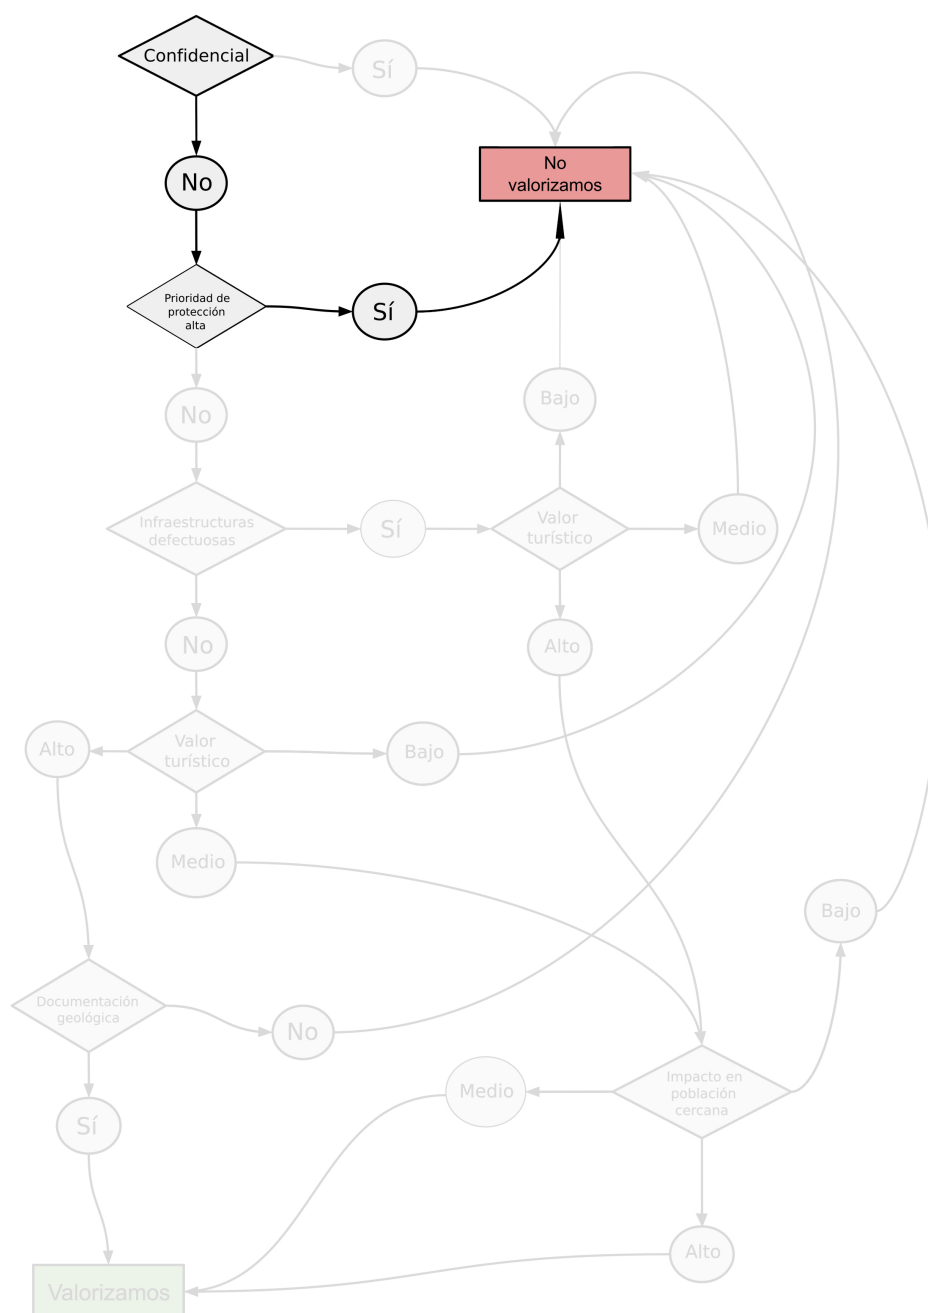 Confidencial
Sí
No
valorizamos
No
Prioridad de
protección
alta
Sí
No
Bajo
Infraestructuras
defectuosas
Sí
Valor
turístico
Medio
No
Alto
Alto
Valor
turístico
Bajo
Medio
Bajo
Documentación
geológica
No
Impacto en
población
cercana
Medio
Sí
Alto
Valorizamos